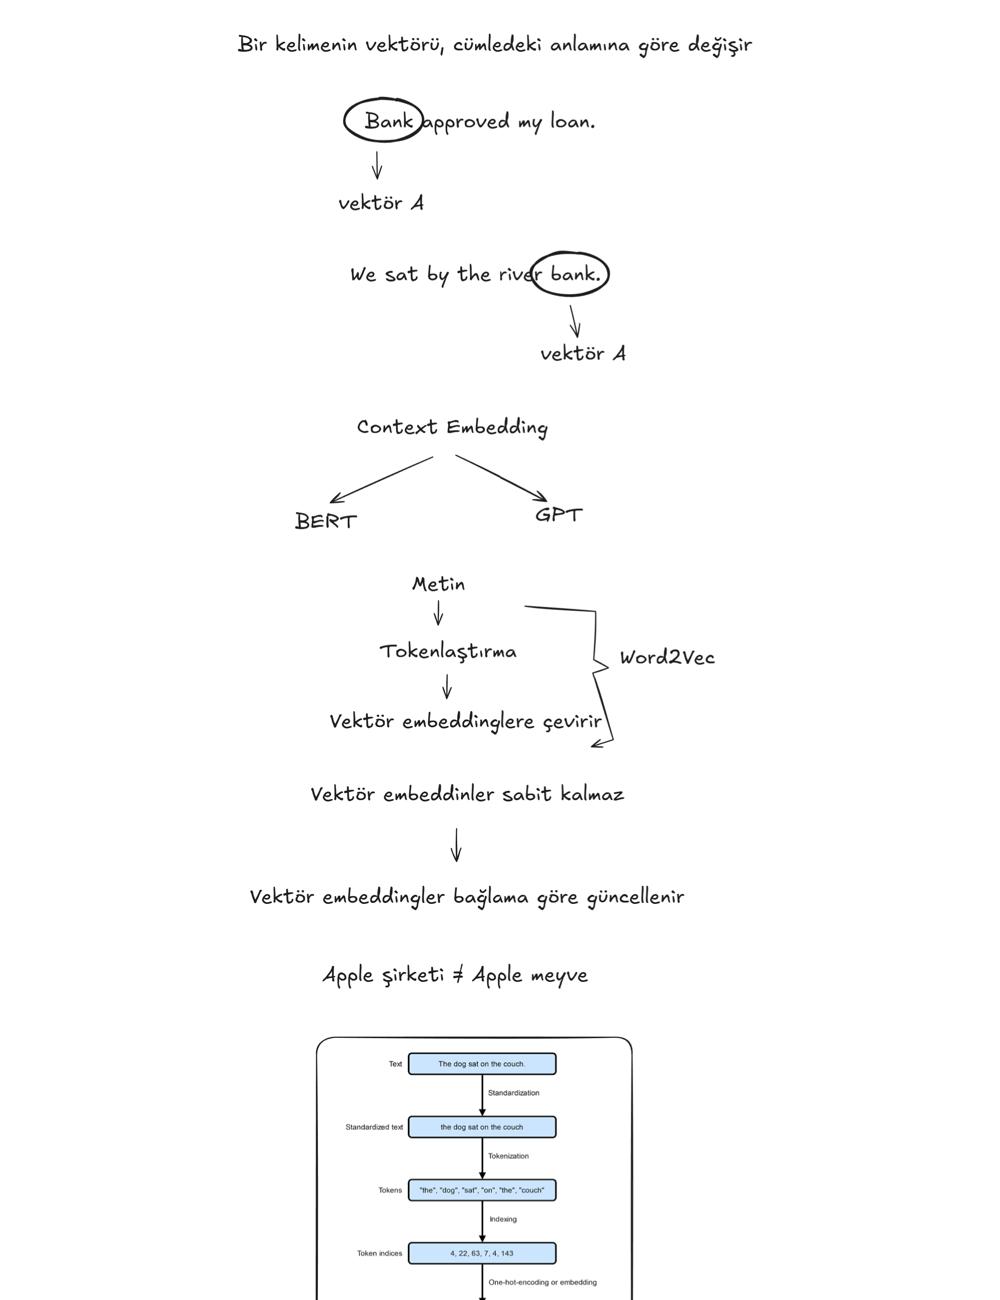 Bir kelimenin vektörü, cümledeki anlamına göre değişir
Bank approved my loan.
vektör A
We sat by the river bank.
vektör A
Context Embedding
BERT
GPT
Metin
Tokenlaştırma
Word2Vec
Vektör embeddinglere çevirir
Vektör embeddinler sabit kalmaz
Vektör embeddingler bağlama göre güncellenir
Apple şirketi ≠ Apple meyve
Text
The dog sat on the couch.
Standardization
Standardized text
the dog sat on the couch
Tokenization
Tokens
"the", "dog", "sat", "on", "the", "couch"
Indexing
Token indices
4, 22, 63, 7, 4, 143
One-hot-encoding or embedding